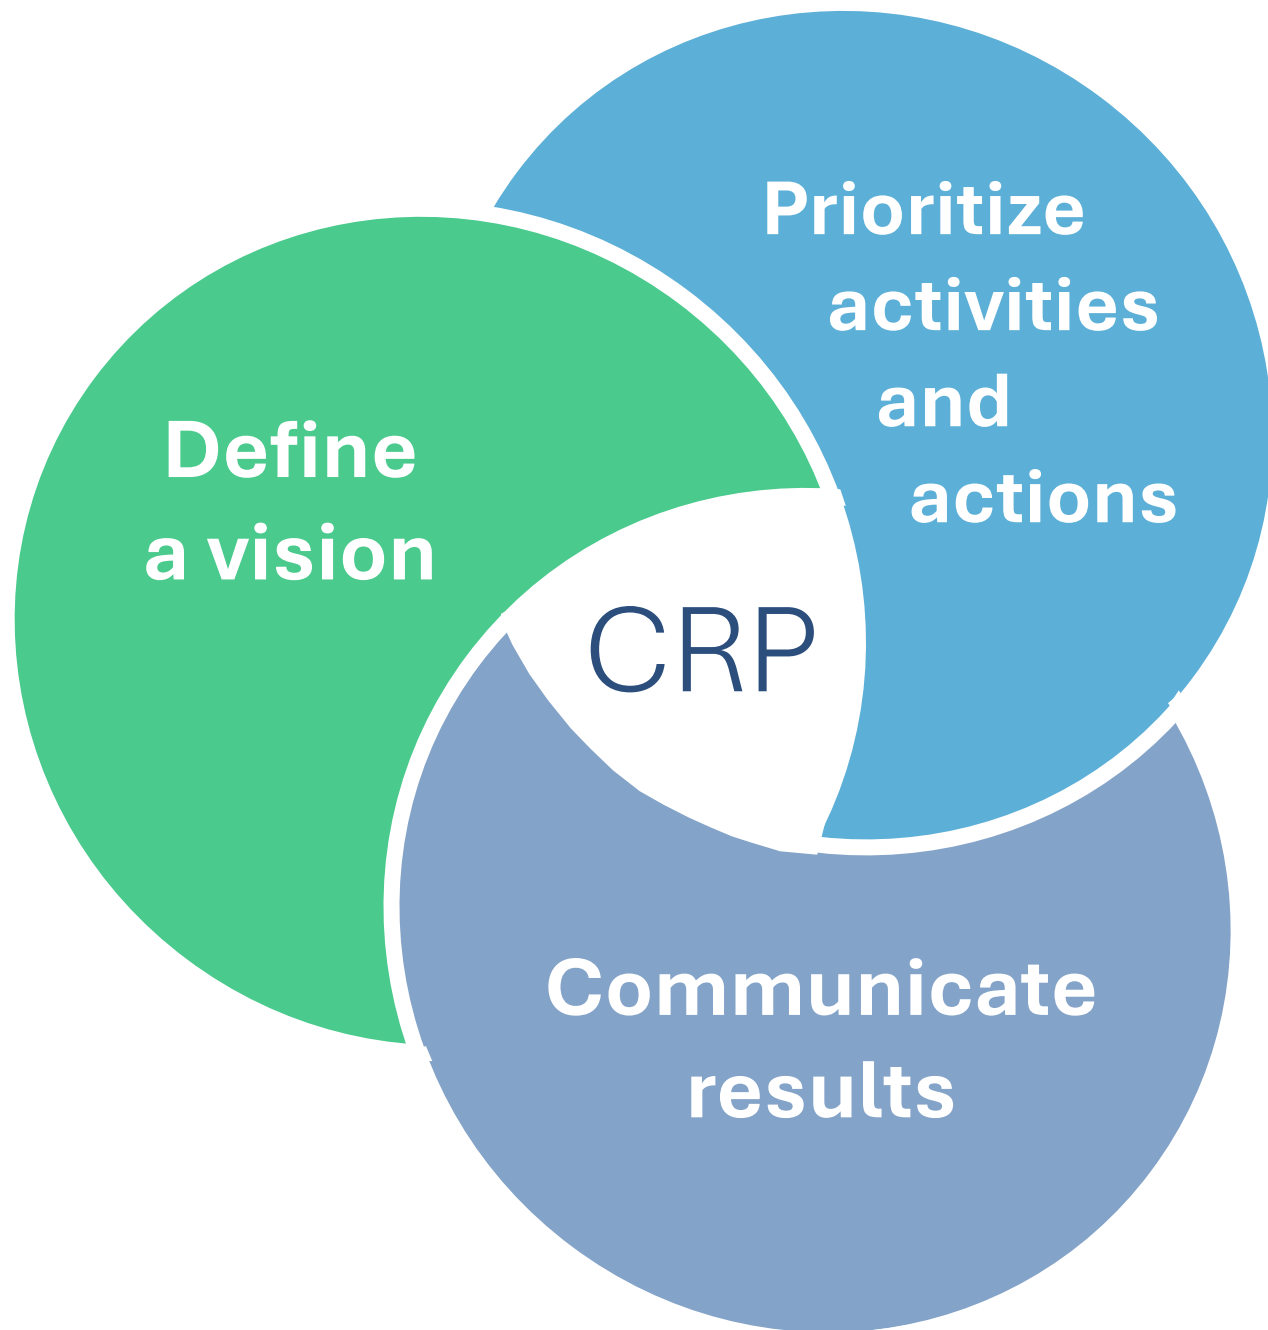 Prioritize
activities
and
actions
Define
a vision
CRP
Communicate
results